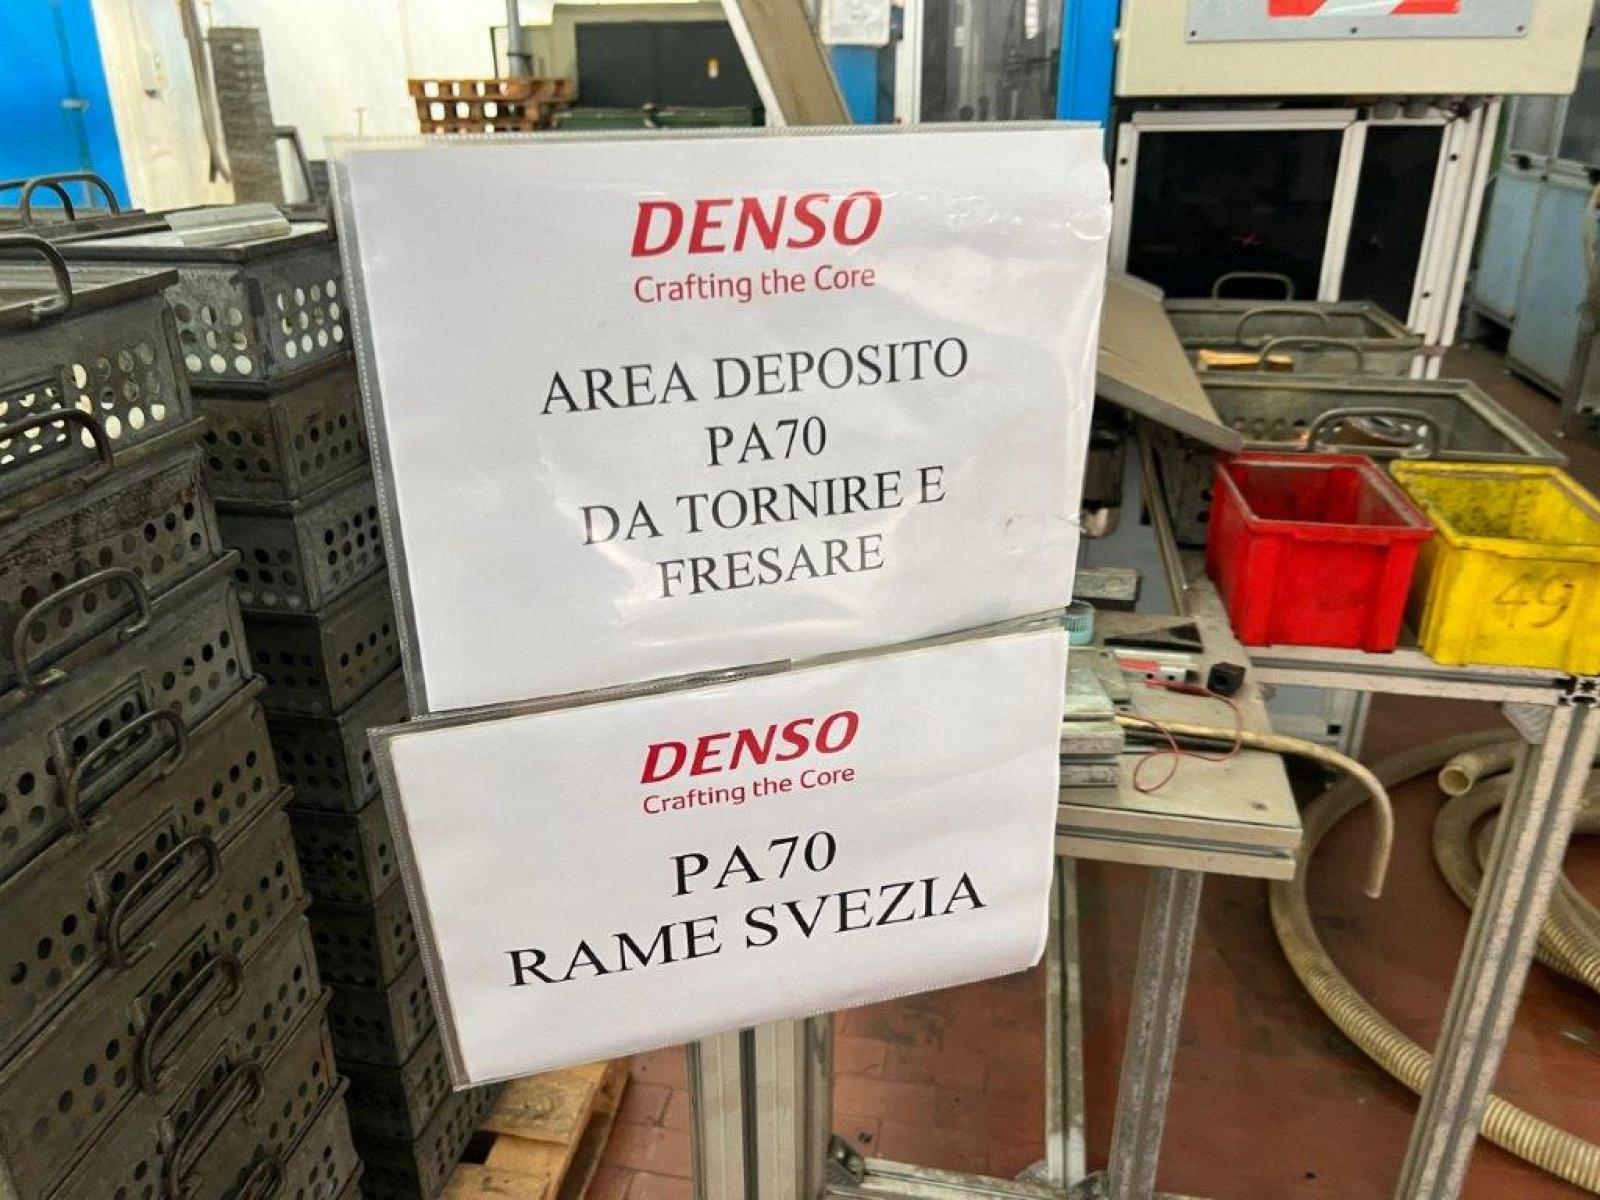 DENSO
Crafting the Core
AREA DEPOSITO
PA70
DA TORNIRE E
FRESARE
DENSO
Crafting the Core
PA70
RAME SVEZIA
49